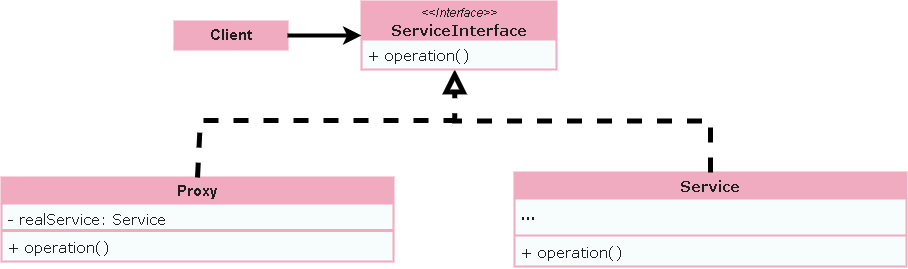 Client
<<Interface>>
ServiceInterface
+ operation()
Proxy
- realService: Service
+ operation()
Service
...
+ operation()